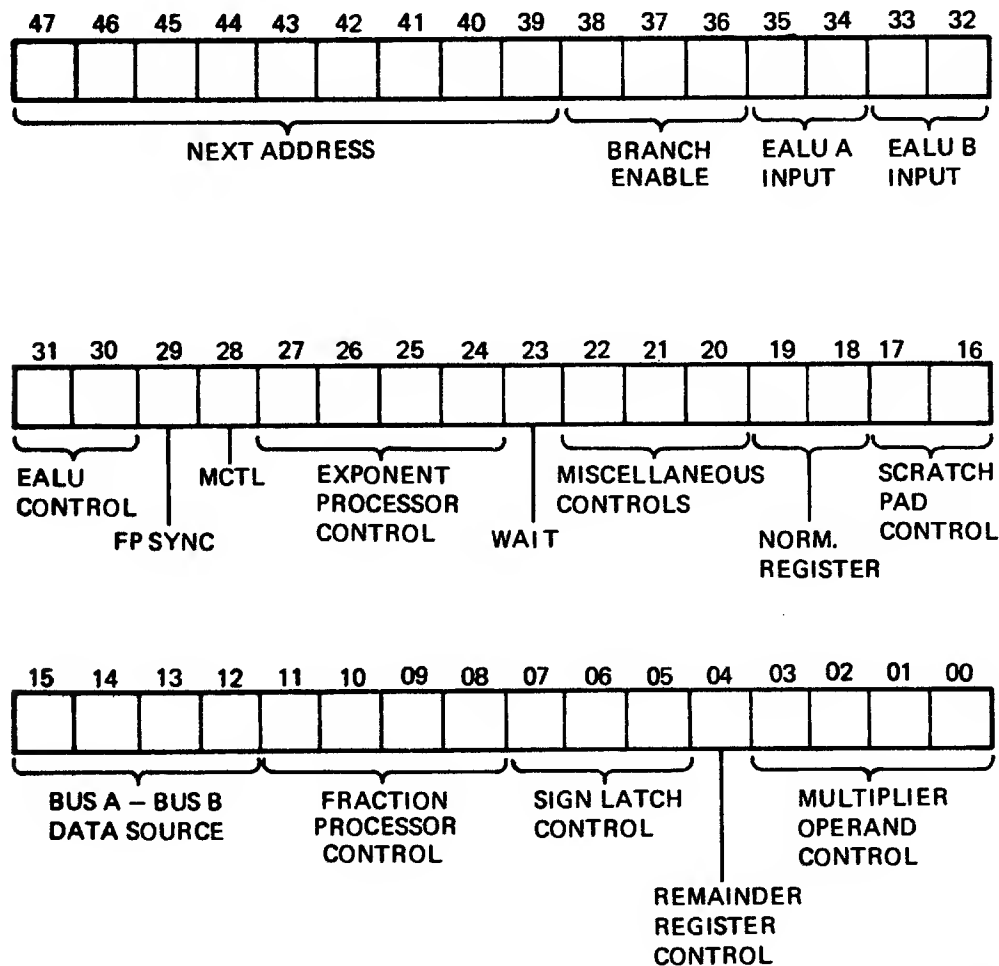 47 46 45 44 43 42 41 40 39 38 37 36 35 34 33 32
NEXT ADDRESS
BRANCH
ENABLE
EALU A
INPUT
EALU B
INPUT
31 30 29 28 27 26 25 24 23 22 21 20 19 18 17 16
EALU
CONTROL
FP SYNC
MCTL
EXPONENT
PROCESSOR
CONTROL
WAIT
MISCELLANEOUS
CONTROLS
NORM.
REGISTER
SCRATCH
PAD
CONTROL
15 14 13 12 11 10 09 08 07 06 05 04 03 02 01 00
BUS A – BUS B
DATA SOURCE
FRACTION
PROCESSOR
CONTROL
SIGN LATCH
CONTROL
REMAINDER
REGISTER
CONTROL
MULTIPLIER
OPERAND
CONTROL